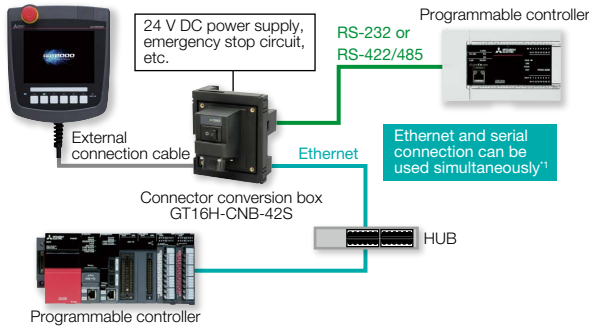 Programmable controller
24 V DC power supply,
emergency stop circuit,
etc.
RS-232 or
RS-422/485
GOT2000
External
connection cable
Ethernet
Ethernet and serial
connection can be
used simultaneously*1
Connector conversion box
GT16H-CNB-42S
HUB
Programmable controller